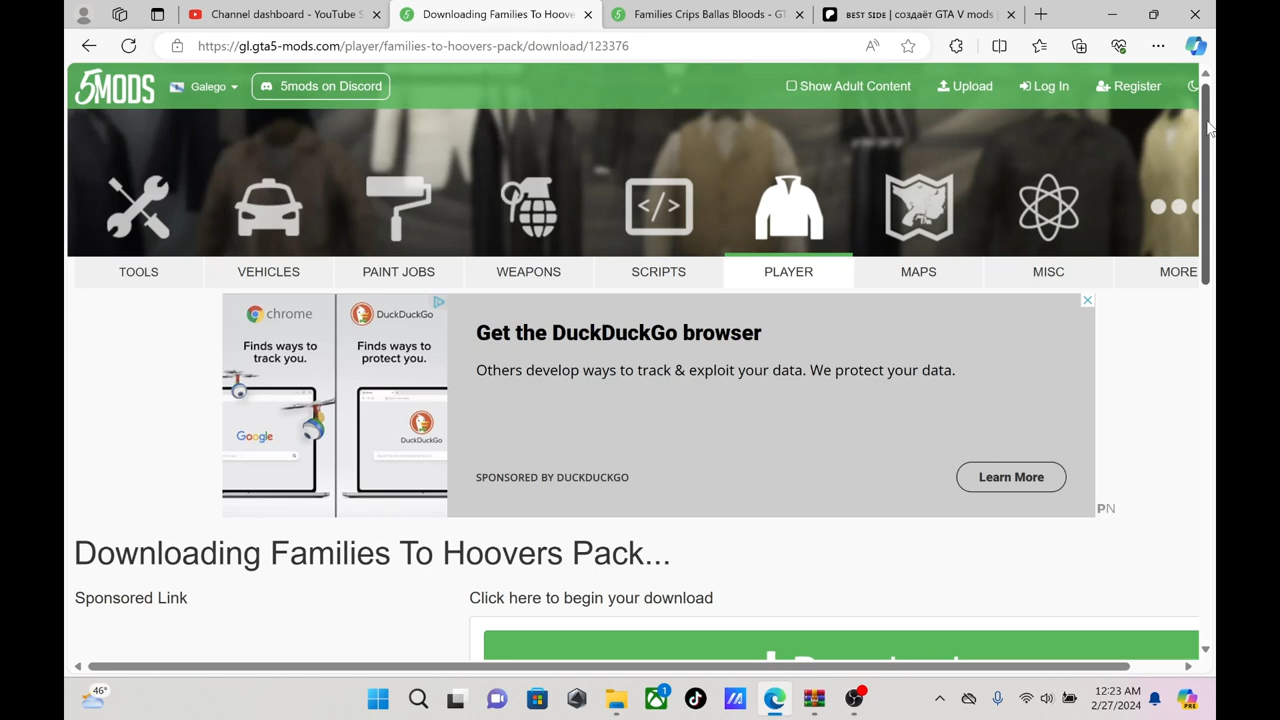 Channel dashboard - YouTube S
Downloading Families To Hoove
Families Crips Ballas Bloods - GT
BEST SIDE | создаёт GTA V mods |
https://gl.gta5-mods.com/player/families-to-hoovers-pack/download/123376
5MODS
Galego
5mods on Discord
Show Adult Content
Upload
Log In
Register
TOOLS
VEHICLES
PAINT JOBS
WEAPONS
SCRIPTS
PLAYER
MAPS
MISC
MORE
chrome
Finds ways to
track you.
Google
DuckDuckGo
Finds ways to
protect you.
DuckDuckGo
Get the DuckDuckGo browser
Others develop ways to track & exploit your data. We protect your data.
SPONSORED BY DUCKDUCKGO
Learn More
PN
Downloading Families To Hoovers Pack...
Sponsored Link
Click here to begin your download
46°
1
12:23 AM
2/27/2024
PRE